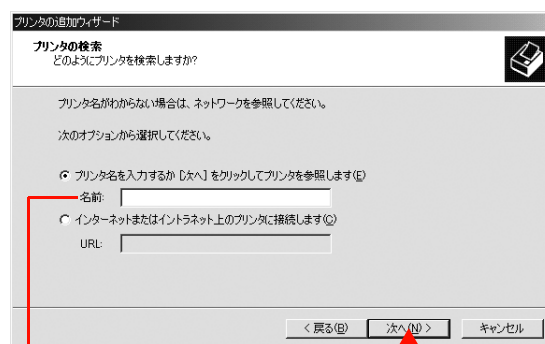 プリンタの追加ウィザード
プリンタの検索
どのようにプリンタを検索しますか?
プリンタ名がわからない場合は、ネットワークを参照してください。
次のオプションから選択してください。
プリンタ名を入力するか [次へ] をクリックしてプリンタを参照します(E)
名前:
インターネットまたはイントラネット上のプリンタに接続します(C)
URL:
< 戻る(B)
次へ(N) >
キャンセル